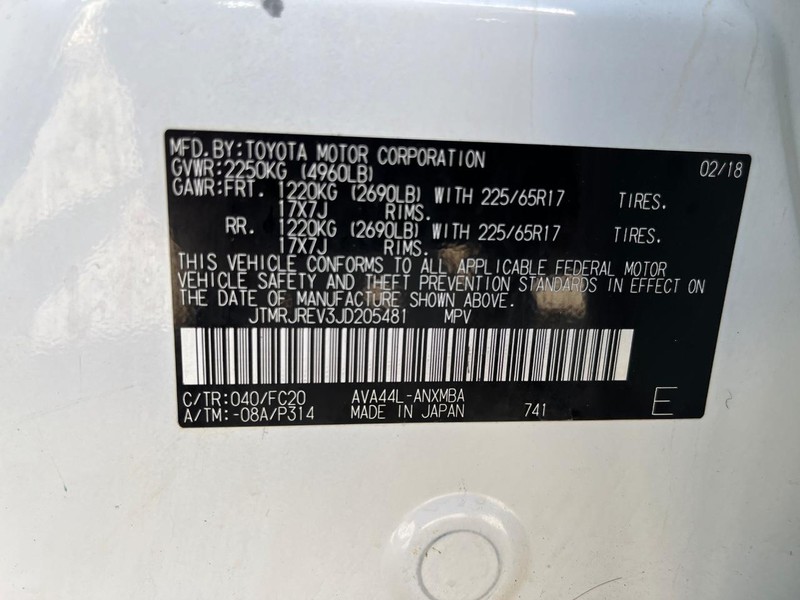 MFD. BY: TOYOTA MOTOR CORPORATION 02/18
GVWR: 2250KG (4960LB)
GAWR: FRT. 1220KG (2690LB) WITH 225/65R17 TIRES.
17X7J RIMS.
RR. 1220KG (2690LB) WITH 225/65R17 TIRES.
17X7J RIMS.
THIS VEHICLE CONFORMS TO ALL APPLICABLE FEDERAL MOTOR
VEHICLE SAFETY AND THEFT PREVENTION STANDARDS IN EFFECT ON
THE DATE OF MANUFACTURE SHOWN ABOVE.
JTMRJREV3JD205481 MPV
C/TR: 040/FC20 AVA44L-ANXMBA
A/TM: -08A/P314 MADE IN JAPAN 741 E